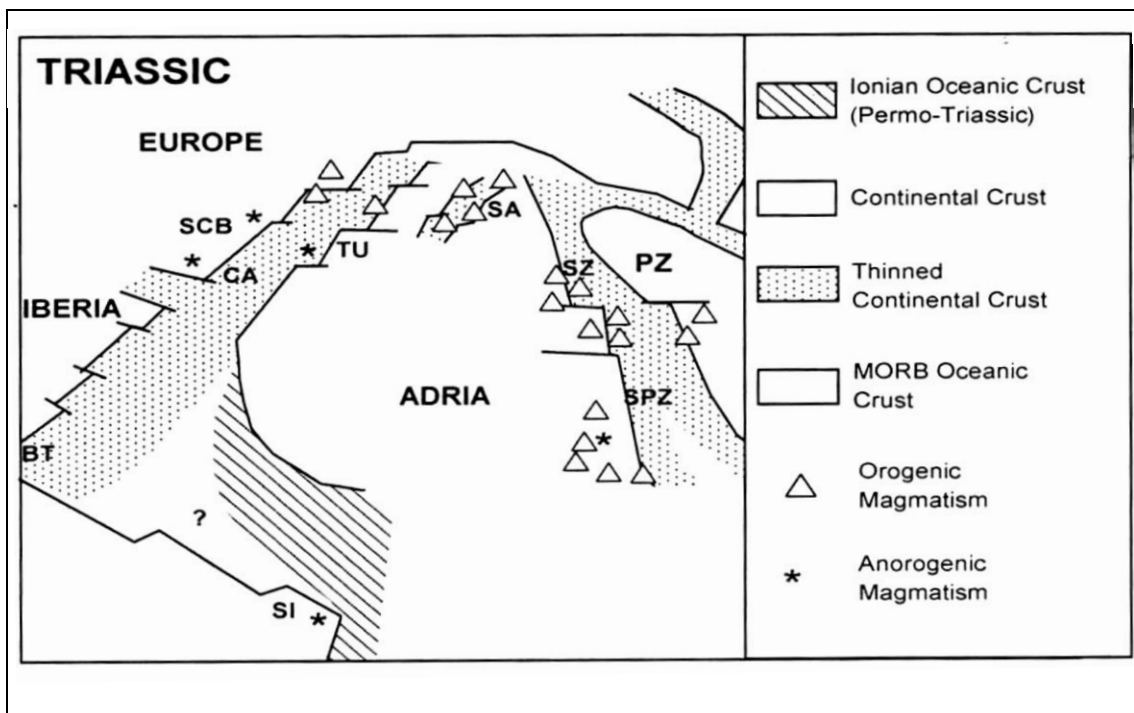 TRIASSIC
EUROPE
SCB
CA
TU
SA
SZ
PZ
IBERIA
ADRIA
SPZ
BT
?
SI
Ionian Oceanic Crust
(Permo-Triassic)
Continental Crust
Thinned
Continental Crust
MORB Oceanic
Crust
Orogenic
Magmatism
Anorogenic
Magmatism